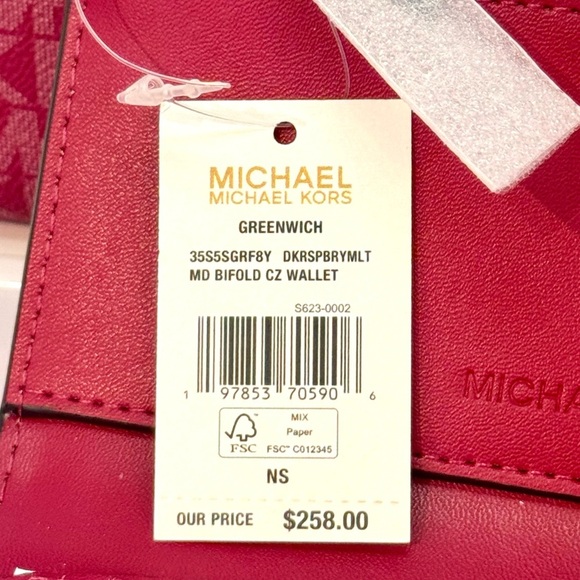 MICHAEL
MICHAEL KORS
GREENWICH
35S5SGRF8Y DKRSPBRYMLT
MD BIFOLD CZ WALLET
S623-0002
1 97853 70590 6
FSC
MIX
Paper
FSC™ C012345
NS
OUR PRICE $258.00
MICHA